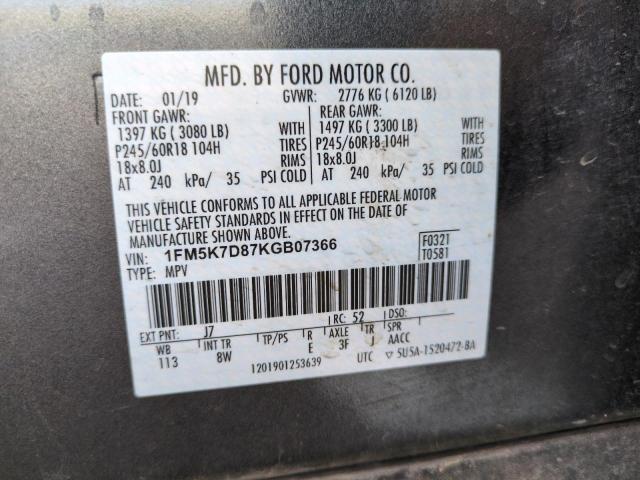 MFD. BY FORD MOTOR CO.
DATE: 01/19 GVWR: 2776 KG ( 6120 LB)
FRONT GAWR: REAR GAWR:
1397 KG ( 3080 LB) WITH 1497 KG ( 3300 LB) WITH
P245/60R18 104H TIRES P245/60R18 104H TIRES
18x8.0J RIMS 18x8.0J RIMS
AT 240 kPa/ 35 PSI COLD AT 240 kPa/ 35 PSI COLD
THIS VEHICLE CONFORMS TO ALL APPLICABLE FEDERAL MOTOR
VEHICLE SAFETY STANDARDS IN EFFECT ON THE DATE OF
MANUFACTURE SHOWN ABOVE.
VIN: 1FM5K7D87KGB07366 F0321
TYPE: MPV T0581
EXT PNT: J7 RC: 52 DSO:
WB INT TR TP/PS R AXLE TR SPR
113 8W E 3F J AACC
1201901253639 UTC ▽ 5U5A-1520472-BA